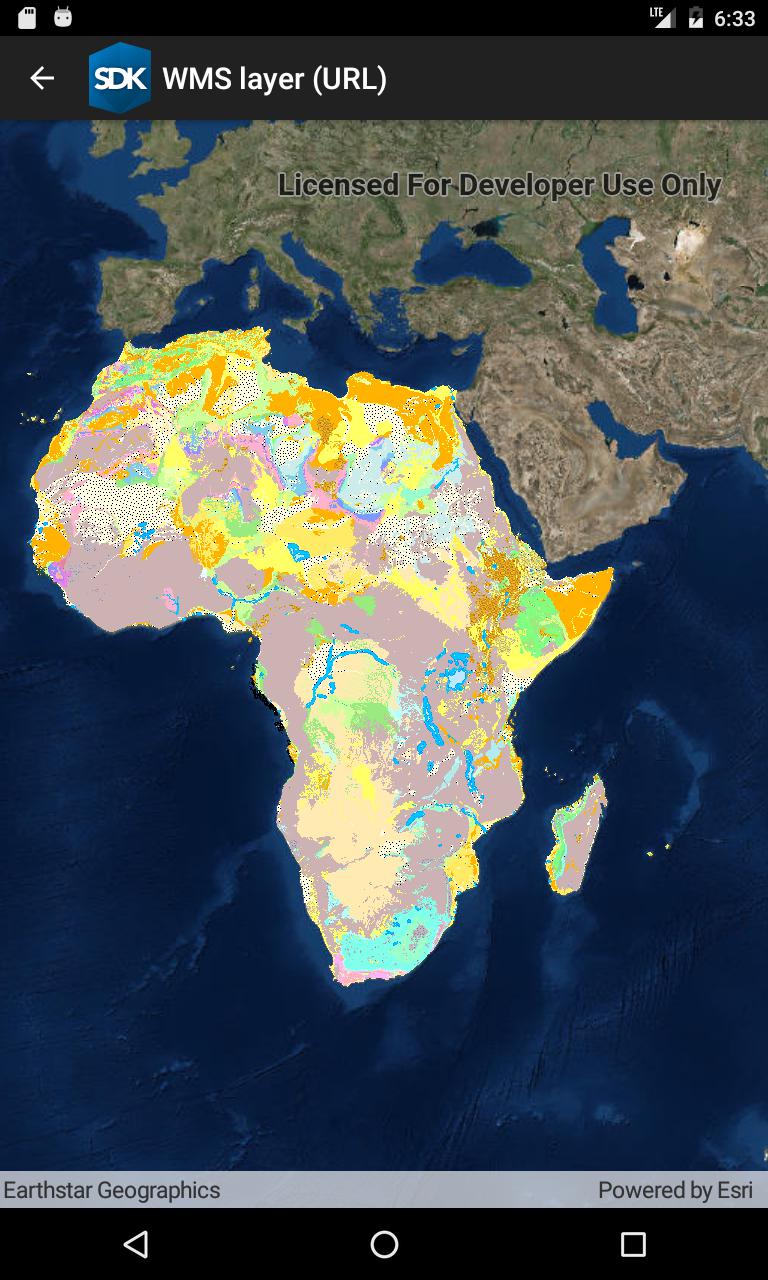 LTE 6:33
SDK WMS layer (URL)
Licensed For Developer Use Only
Earthstar Geographics Powered by Esri